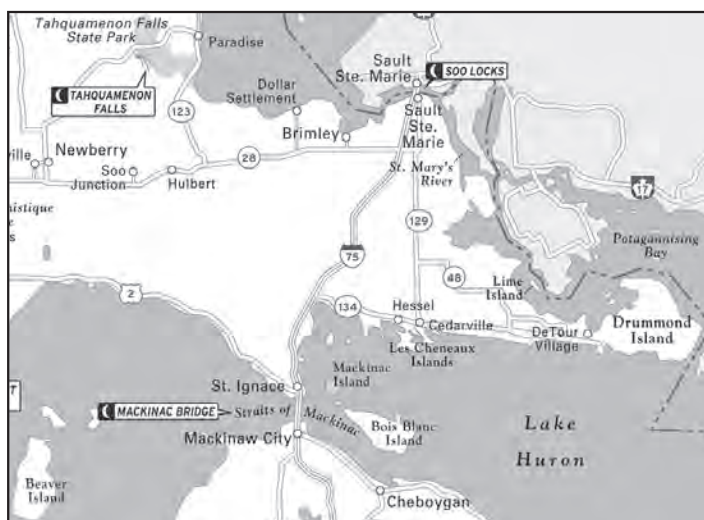 Tahquamenon Falls
State Park
Paradise
TAHQUAMENON
FALLS
Dollar
Settlement
Sault
Ste. Marie
SOO LOCKS
Sault
Ste.
Marie
123
Brimley
Newberry
Soo
Junction
Hulbert
28
St. Mary's
River
17
129
Potagannising
Bay
75
48
Lime
Island
2
134
Hessel
Cedarville
DeTour
Village
Drummond
Island
Les Cheneaux
Islands
Mackinac
Island
St. Ignace
MACKINAC BRIDGE
Straits of Mackinac
Mackinaw City
Bois Blanc
Island
Lake
Huron
Beaver
Island
Cheboygan